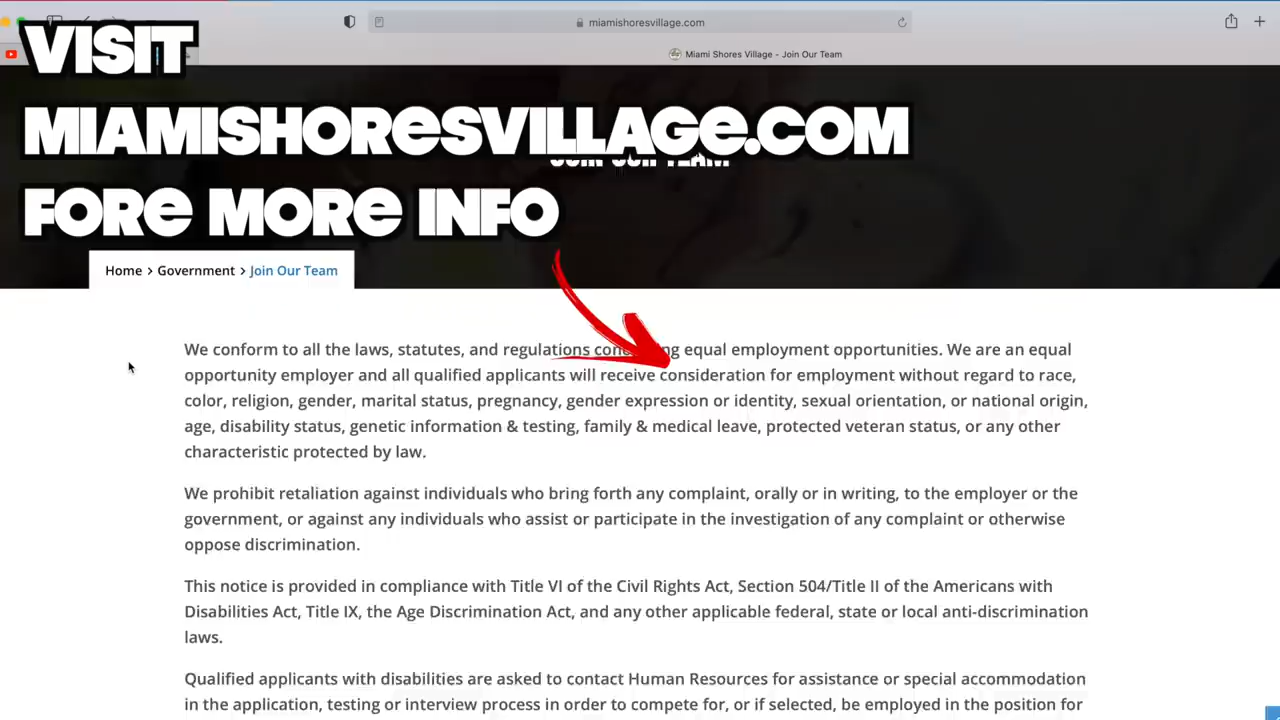 miamishoresvillage.com
Miami Shores Village - Join Our Team
VISIT
MIAMISHORESVILLAGE.COM
JOIN OUR TEAM
FORE MORE INFO
Home > Government > Join Our Team
We conform to all the laws, statutes, and regulations equal employment opportunities. We are an equal
opportunity employer and all qualified applicants will receive consideration for employment without regard to race,
color, religion, gender, marital status, pregnancy, gender expression or identity, sexual orientation, or national origin,
age, disability status, genetic information & testing, family & medical leave, protected veteran status, or any other
characteristic protected by law.
We prohibit retaliation against individuals who bring forth any complaint, orally or in writing, to the employer or the
government, or against any individuals who assist or participate in the investigation of any complaint or otherwise
oppose discrimination.
This notice is provided in compliance with Title VI of the Civil Rights Act, Section 504/Title II of the Americans with
Disabilities Act, Title IX, the Age Discrimination Act, and any other applicable federal, state or local anti-discrimination
laws.
Qualified applicants with disabilities are asked to contact Human Resources for assistance or special accommodation
in the application, testing or interview process in order to compete for, or if selected, be employed in the position for